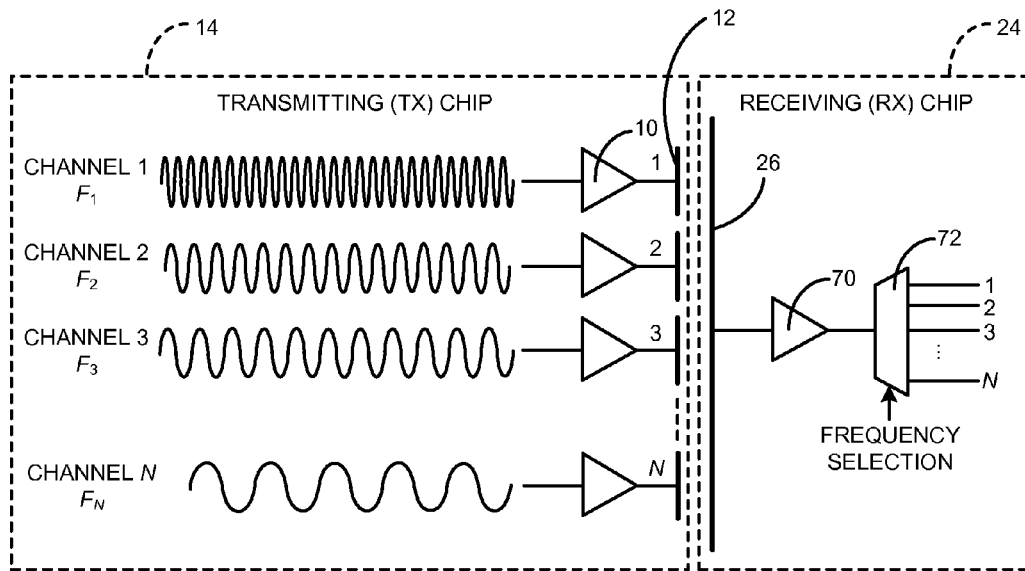 14
12
24
TRANSMITTING (TX) CHIP
RECEIVING (RX) CHIP
10
26
CHANNEL 1
F1
1
CHANNEL 2
F2
2
72
70
1
2
3
⋮
N
CHANNEL 3
F3
3
FREQUENCY
SELECTION
CHANNEL N
FN
N